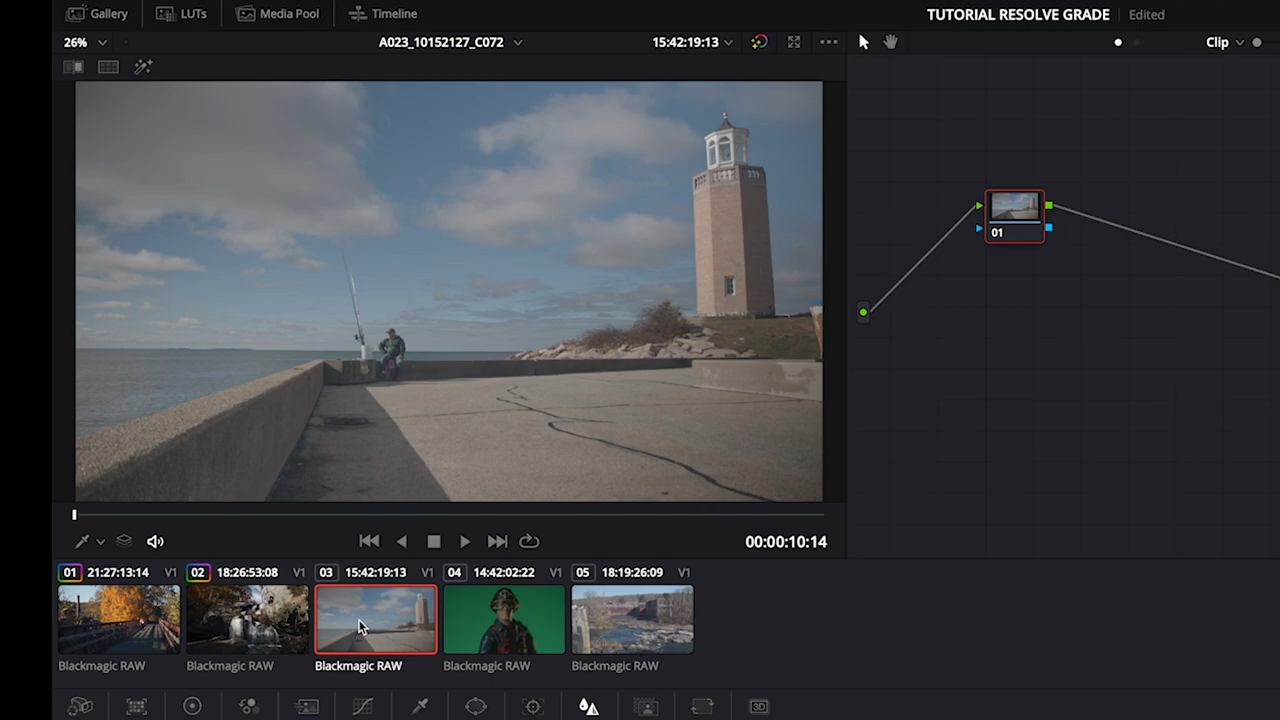 Gallery LUTs Media Pool Timeline TUTORIAL RESOLVE GRADE Edited
26% A023_10152127_C072 15:42:19:13 Clip
01
00:00:10:14
01 21:27:13:14 V1 02 18:26:53:08 V1 03 15:42:19:13 V1 04 14:42:02:22 V1 05 18:19:26:09 V1
Blackmagic RAW Blackmagic RAW Blackmagic RAW Blackmagic RAW Blackmagic RAW
3D